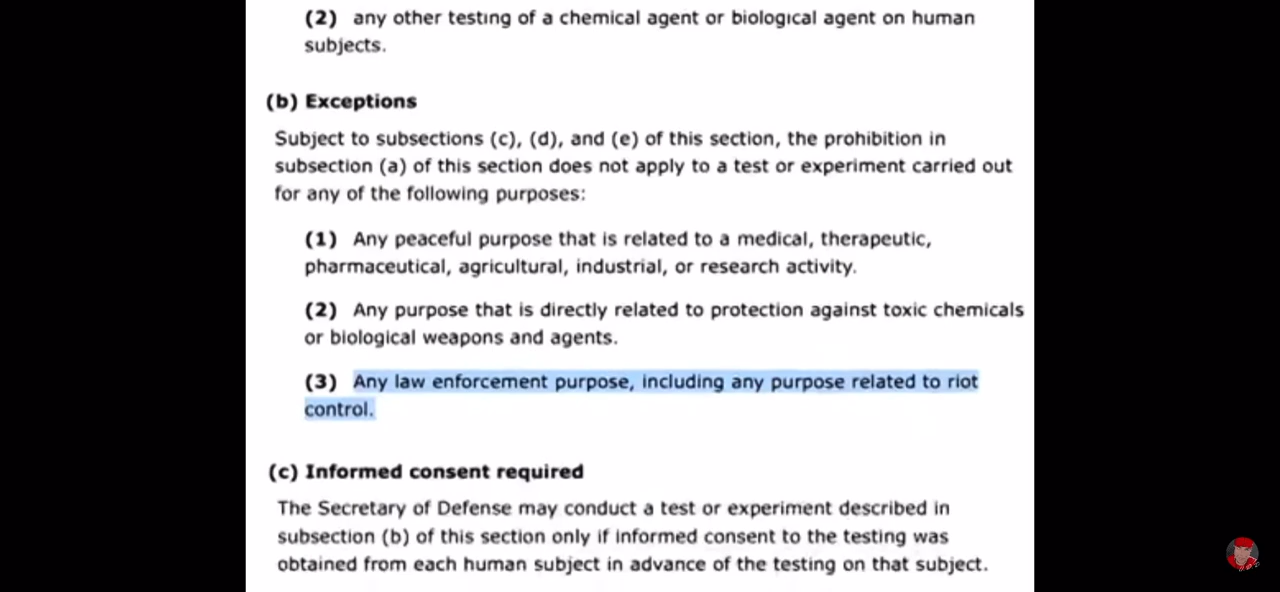 (2) any other testing of a chemical agent or biological agent on human
subjects.
(b) Exceptions
Subject to subsections (c), (d), and (e) of this section, the prohibition in
subsection (a) of this section does not apply to a test or experiment carried out
for any of the following purposes:
(1) Any peaceful purpose that is related to a medical, therapeutic,
pharmaceutical, agricultural, industrial, or research activity.
(2) Any purpose that is directly related to protection against toxic chemicals
or biological weapons and agents.
(3) Any law enforcement purpose, including any purpose related to riot
control.
(c) Informed consent required
The Secretary of Defense may conduct a test or experiment described in
subsection (b) of this section only if informed consent to the testing was
obtained from each human subject in advance of the testing on that subject.